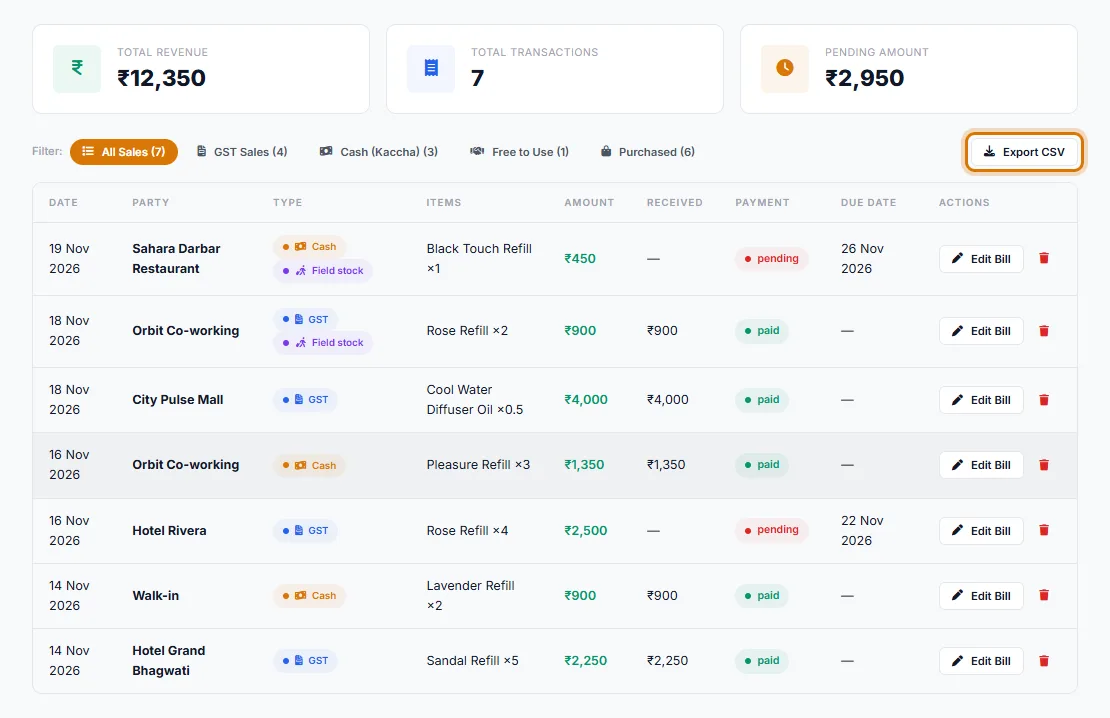 TOTAL REVENUE
₹12,350
TOTAL TRANSACTIONS
7
PENDING AMOUNT
₹2,950
Filter: All Sales (7) GST Sales (4) Cash (Kaccha) (3) Free to Use (1) Purchased (6) Export CSV
DATE PARTY TYPE ITEMS AMOUNT RECEIVED PAYMENT DUE DATE ACTIONS
19 Nov 2026 Sahara Darbar Restaurant Cash Field stock Black Touch Refill ×1 ₹450 — pending 26 Nov 2026 Edit Bill
18 Nov 2026 Orbit Co-working GST Field stock Rose Refill ×2 ₹900 ₹900 paid — Edit Bill
18 Nov 2026 City Pulse Mall GST Cool Water Diffuser Oil ×0.5 ₹4,000 ₹4,000 paid — Edit Bill
16 Nov 2026 Orbit Co-working Cash Pleasure Refill ×3 ₹1,350 ₹1,350 paid — Edit Bill
16 Nov 2026 Hotel Rivera GST Rose Refill ×4 ₹2,500 — pending 22 Nov 2026 Edit Bill
14 Nov 2026 Walk-in Cash Lavender Refill ×2 ₹900 ₹900 paid — Edit Bill
14 Nov 2026 Hotel Grand Bhagwati GST Sandal Refill ×5 ₹2,250 ₹2,250 paid — Edit Bill